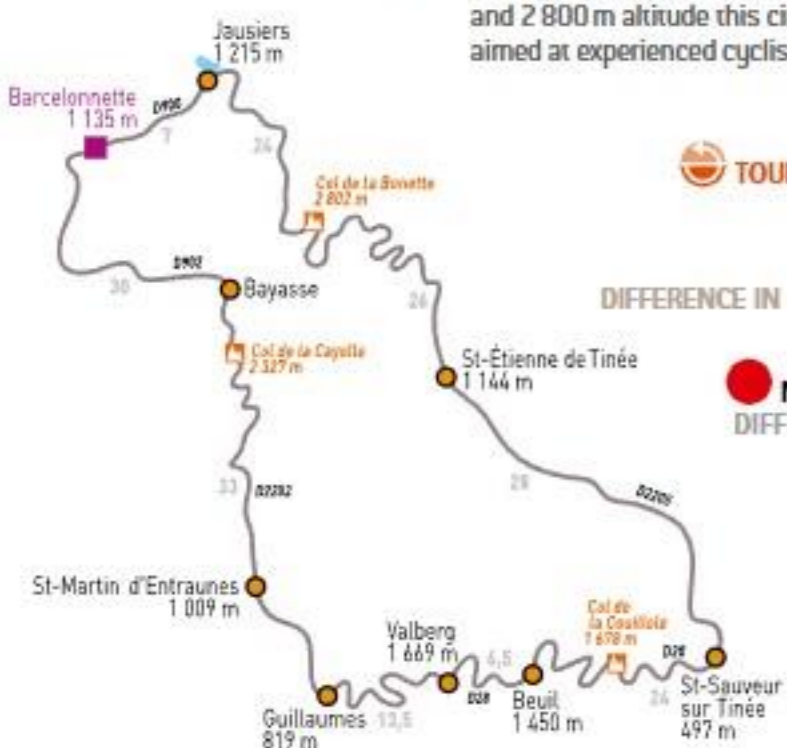 and 2 800 m altitude this ci
aimed at experienced cyclis
Jausiers
1 215 m
Barcelonnette
1 135 m
D900
7
24
Col de la Bonette
2 802 m
TOU
D902
30
Bayasse
26
DIFFERENCE IN
Col de la Cayolle
2 327 m
St-Étienne de Tinée
1 144 m
DIFF
33
D2202
28
D2205
St-Martin d'Entraunes
1 009 m
Valberg
1 669 m
6,5
Col de
la Couillole
1 678 m
D28
D28
24
Guillaumes
819 m
13,5
Beuil
1 450 m
St-Sauveur
sur Tinée
497 m